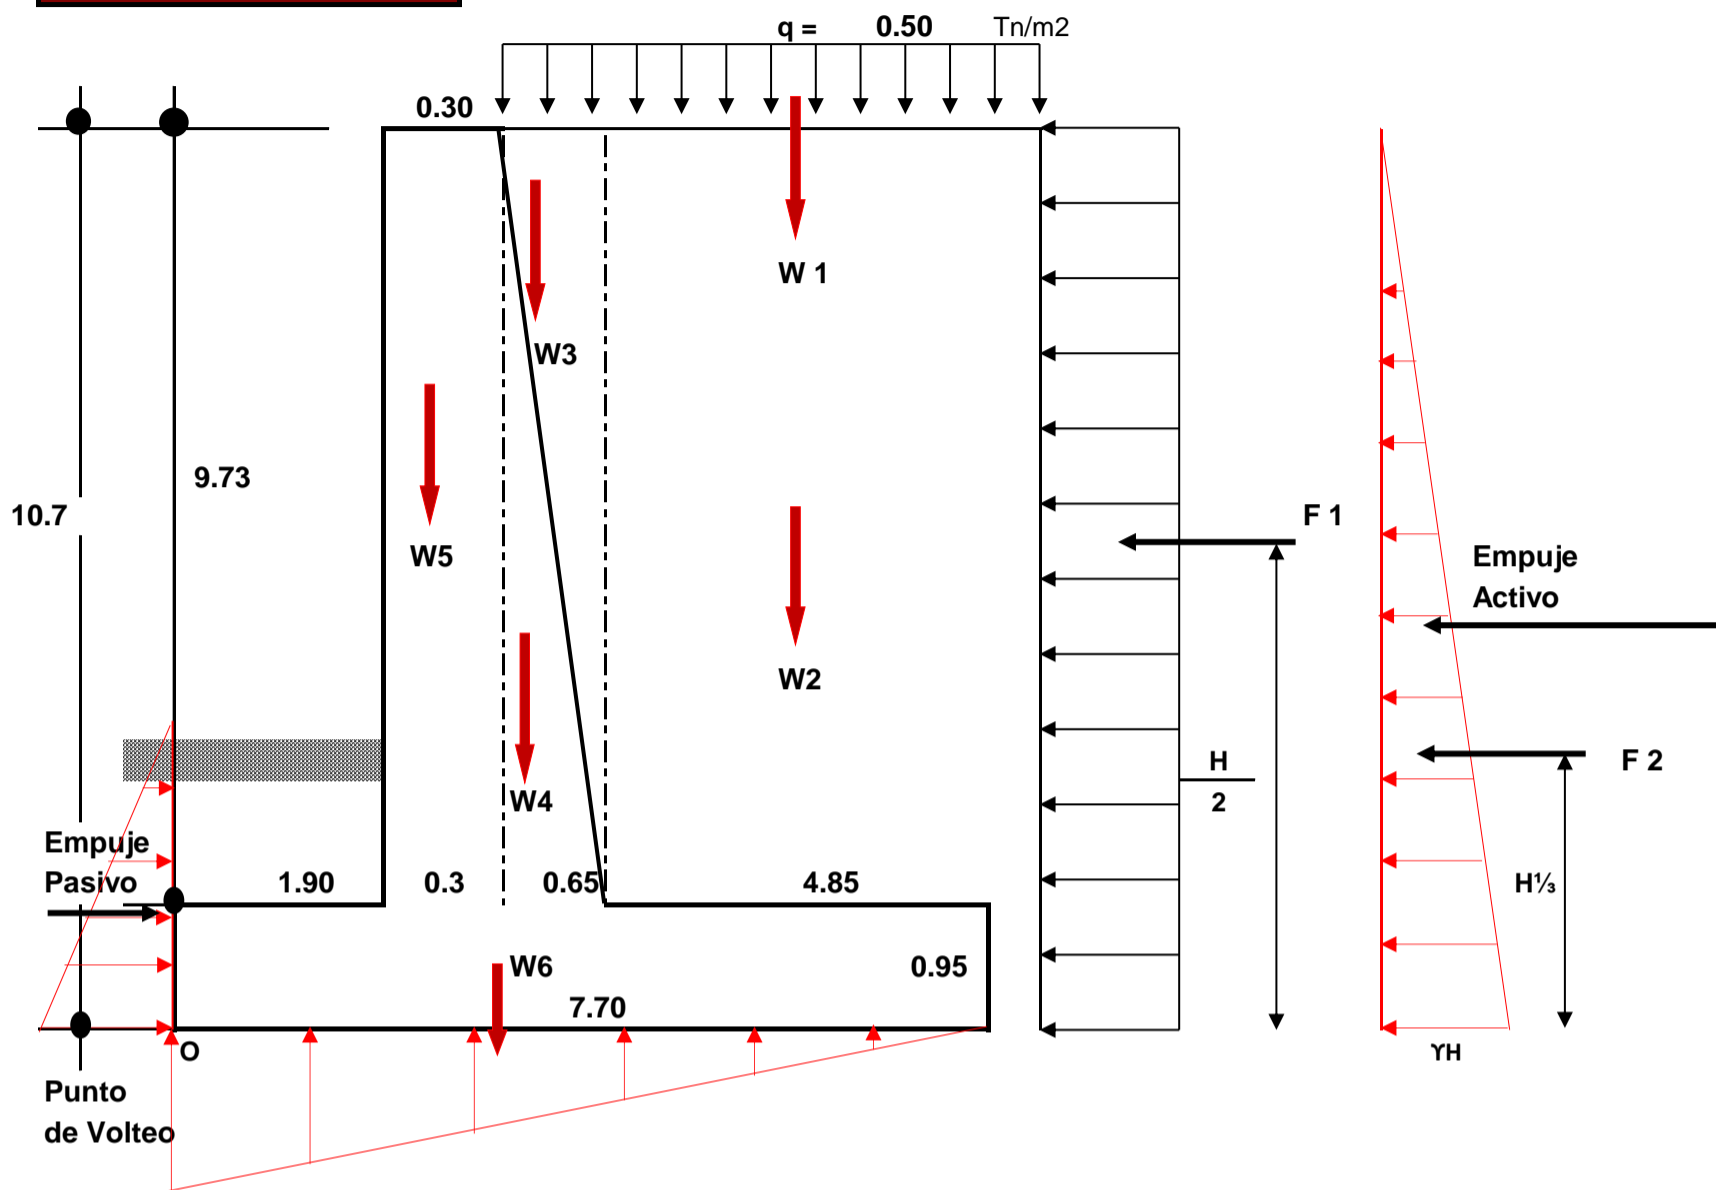 q = 0.50 Tn/m2
0.30
W 1
W3
9.73
10.7
F 1
W5
Empuje
Activo
W2
F 2
H
2
W4
Empuje
Pasivo
1.90 0.3 0.65 4.85
H⅓
W6
0.95
7.70
O
ϒH
Punto
de Volteo